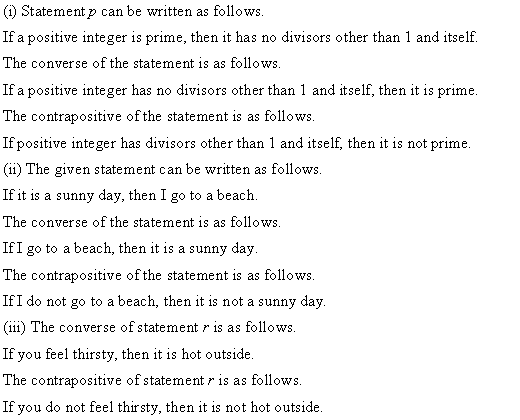 (i) Statement p can be written as follows.
If a positive integer is prime, then it has no divisors other than 1 and itself.
The converse of the statement is as follows.
If a positive integer has no divisors other than 1 and itself, then it is prime.
The contrapositive of the statement is as follows.
If positive integer has divisors other than 1 and itself, then it is not prime.
(ii) The given statement can be written as follows.
If it is a sunny day, then I go to a beach.
The converse of the statement is as follows.
If I go to a beach, then it is a sunny day.
The contrapositive of the statement is as follows.
If I do not go to a beach, then it is not a sunny day.
(iii) The converse of statement r is as follows.
If you feel thirsty, then it is hot outside.
The contrapositive of statement r is as follows.
If you do not feel thirsty, then it is not hot outside.